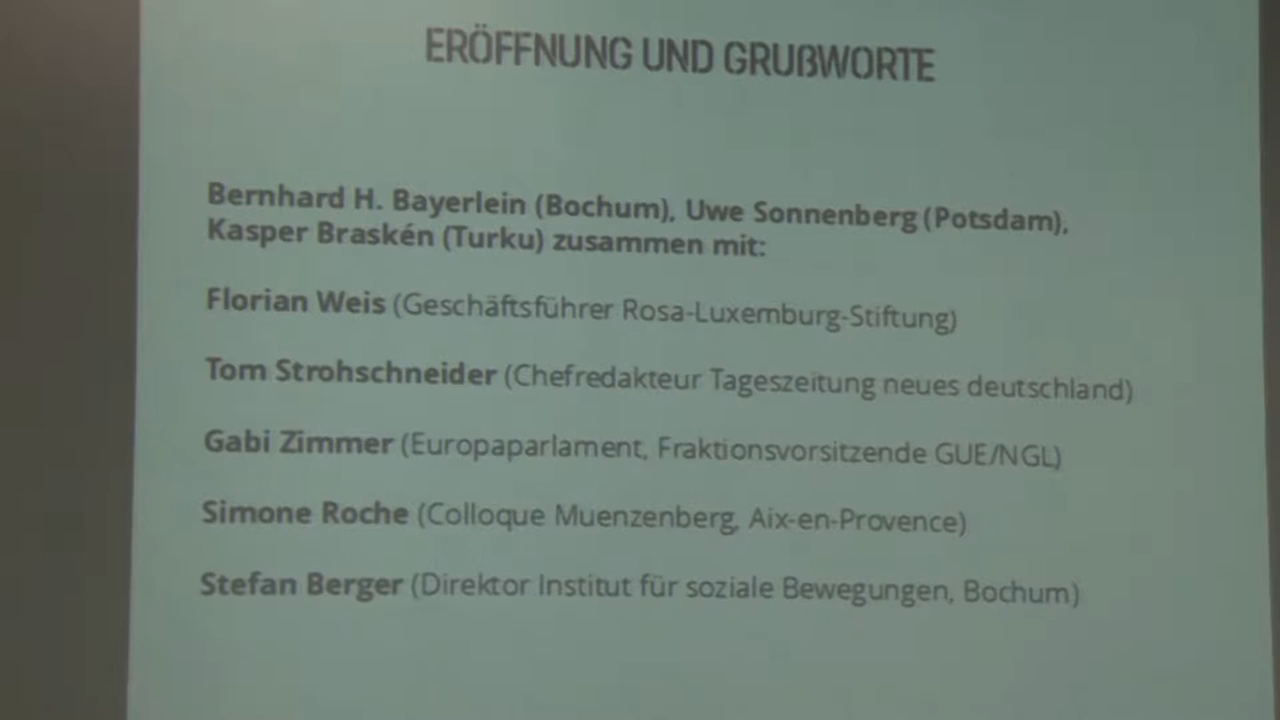 ERÖFFNUNG UND GRUßWORTE
Bernhard H. Bayerlein (Bochum), Uwe Sonnenberg (Potsdam),
Kasper Braskén (Turku) zusammen mit:
Florian Weis (Geschäftsführer Rosa-Luxemburg-Stiftung)
Tom Strohschneider (Chefredakteur Tageszeitung neues deutschland)
Gabi Zimmer (Europaparlament, Fraktionsvorsitzende GUE/NGL)
Simone Roche (Colloque Muenzenberg, Aix-en-Provence)
Stefan Berger (Direktor Institut für soziale Bewegungen, Bochum)